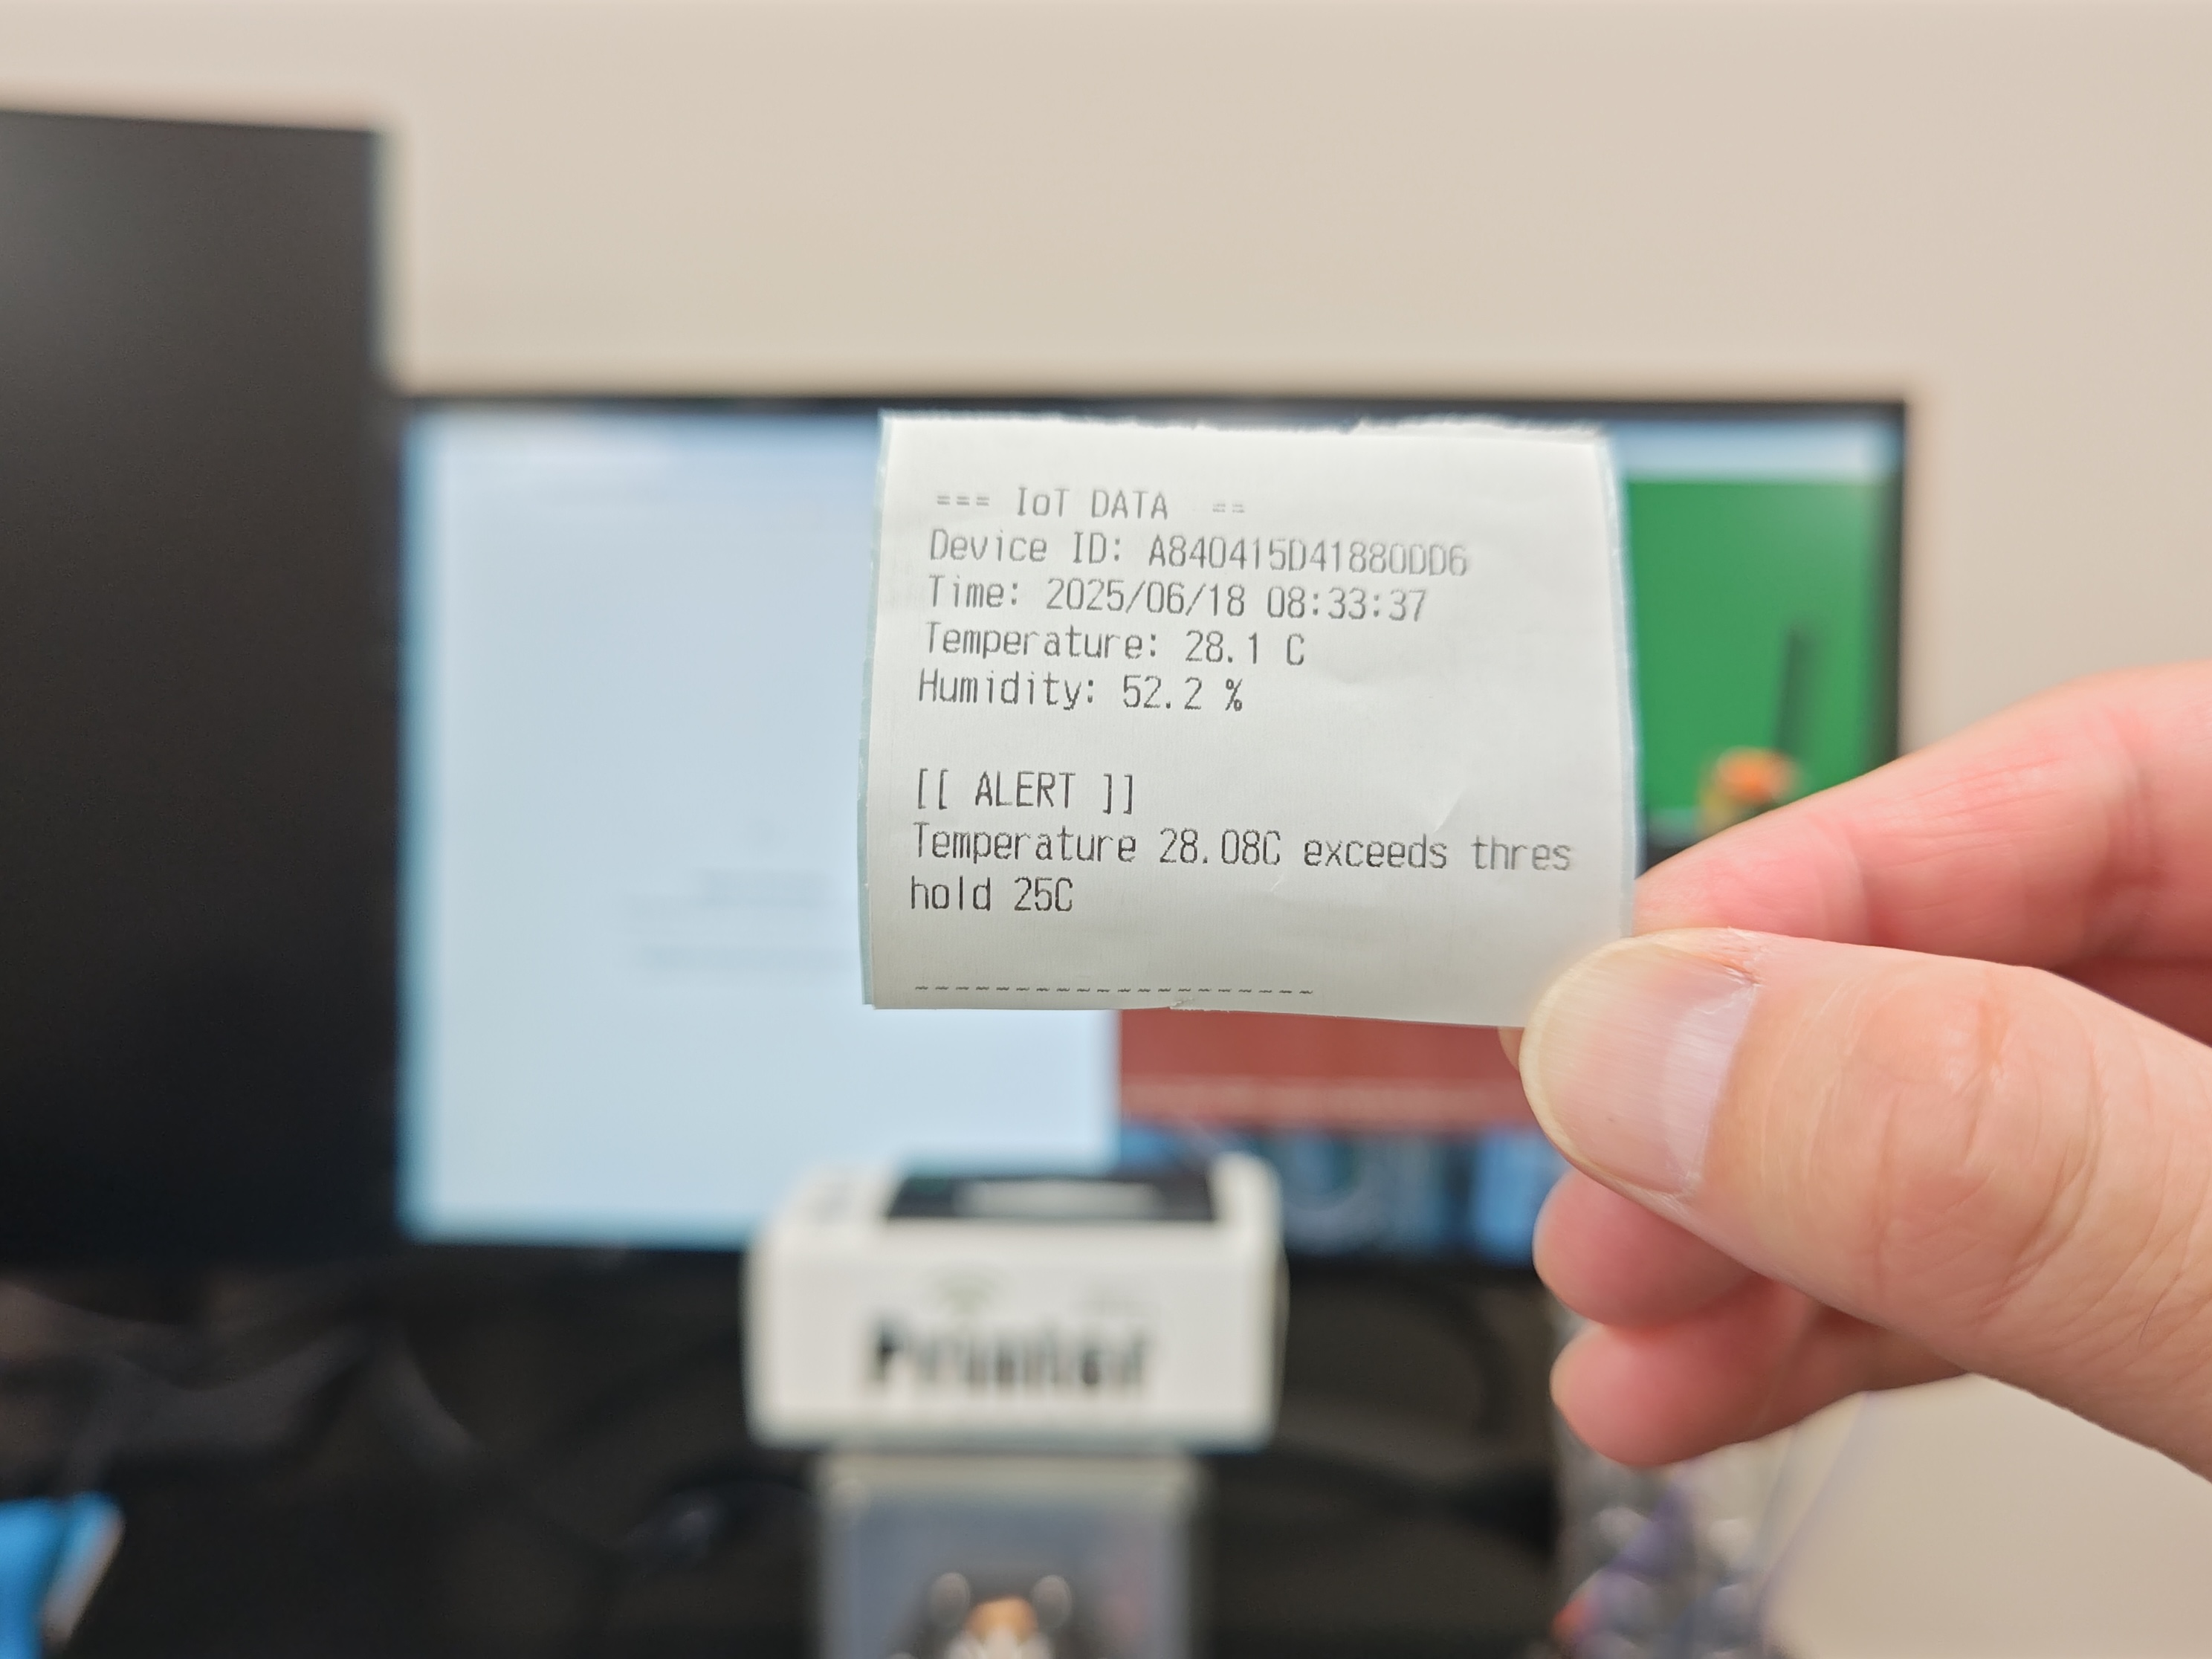 === IoT DATA ==
Device ID: A840415D41880DD6
Time: 2025/06/18 08:33:37
Temperature: 28.1 C
Humidity: 52.2 %
[[ ALERT ]]
Temperature 28.08C exceeds thres
hold 25C
--------------------
Printer